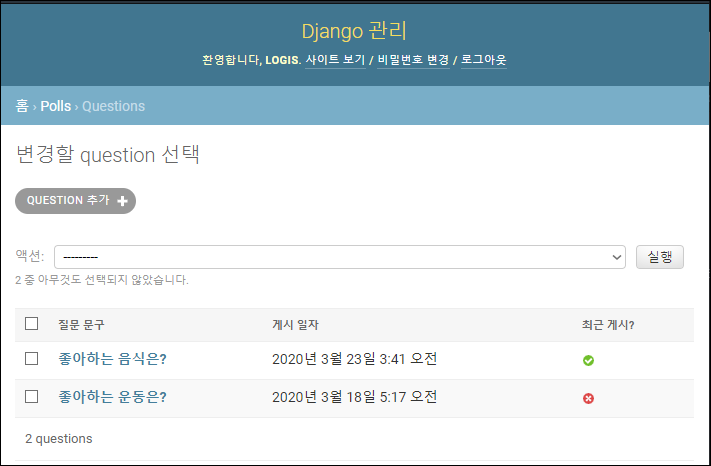 Django 관리
환영합니다, LOGIS. 사이트 보기 / 비밀번호 변경 / 로그아웃
홈 › Polls › Questions
변경할 question 선택
QUESTION 추가 +
액션: --------- 실행
2 중 아무것도 선택되지 않았습니다.
질문 문구 게시 일자 최근 게시?
좋아하는 음식은? 2020년 3월 23일 3:41 오전
좋아하는 운동은? 2020년 3월 18일 5:17 오전
2 questions